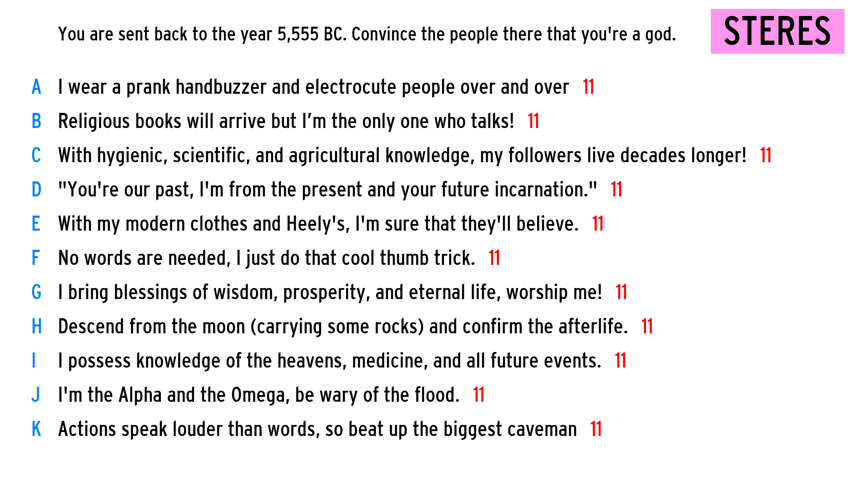 You are sent back to the year 5,555 BC. Convince the people there that you're a god.
STERES
A I wear a prank handbuzzer and electrocute people over and over 11
B Religious books will arrive but I’m the only one who talks! 11
C With hygienic, scientific, and agricultural knowledge, my followers live decades longer! 11
D "You're our past, I'm from the present and your future incarnation." 11
E With my modern clothes and Heely's, I'm sure that they'll believe. 11
F No words are needed, I just do that cool thumb trick. 11
G I bring blessings of wisdom, prosperity, and eternal life, worship me! 11
H Descend from the moon (carrying some rocks) and confirm the afterlife. 11
I I possess knowledge of the heavens, medicine, and all future events. 11
J I'm the Alpha and the Omega, be wary of the flood. 11
K Actions speak louder than words, so beat up the biggest caveman 11